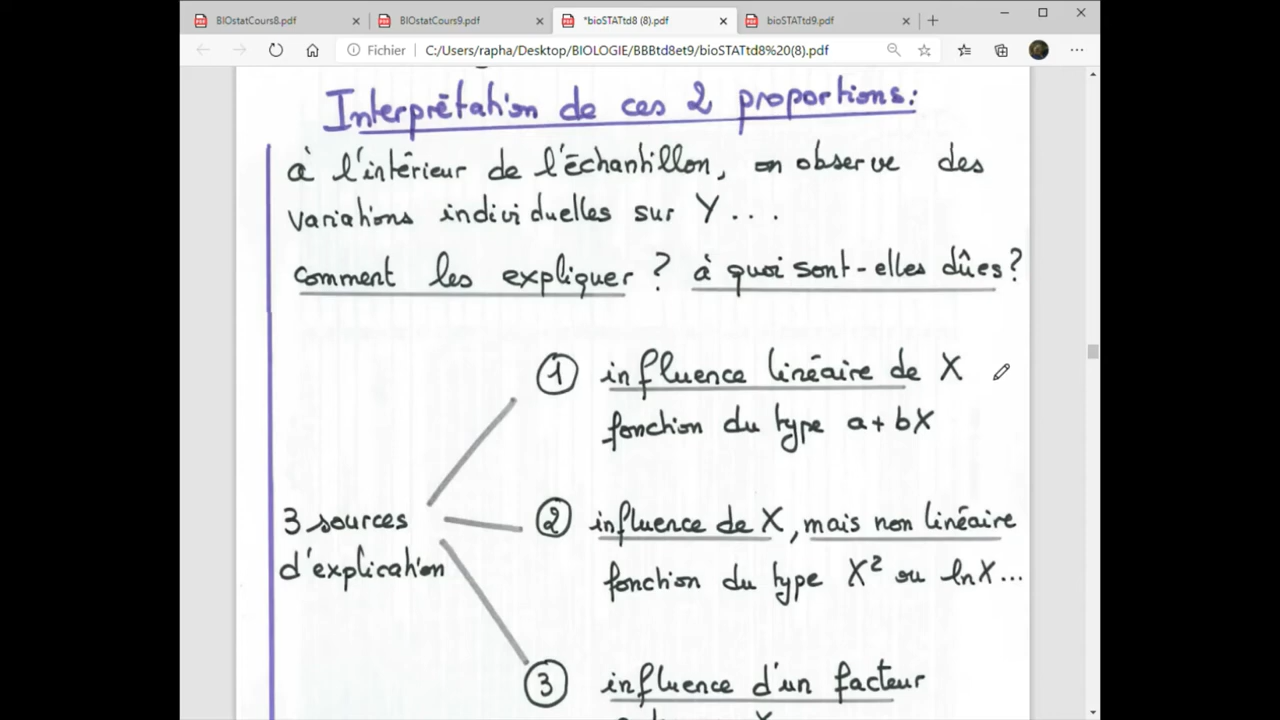 BIOstatCours8.pdf
BIOstatCours9.pdf
*bioSTATtd8 (8).pdf
bioSTATtd9.pdf
Fichier C:/Users/rapha/Desktop/BIOLOGIE/BBBtd8et9/bioSTATtd8%20(8).pdf
Interprétation de ces 2 proportions:
à l'intérieur de l'échantillon, on observe des
variations individuelles sur Y...
comment les expliquer ? à quoi sont-elles dûes?
① influence linéaire de X
fonction du type a+bX
3 sources
d'explication
② influence de X, mais non linéaire
fonction du type X² ou lnX...
③ influence d'un facteur